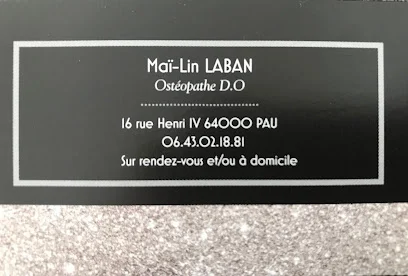 Maï-Lin LABAN
Ostéopathe D.O
16 rue Henri IV 64000 PAU
06.43.02.18.81
Sur rendez-vous et/ou à domicile